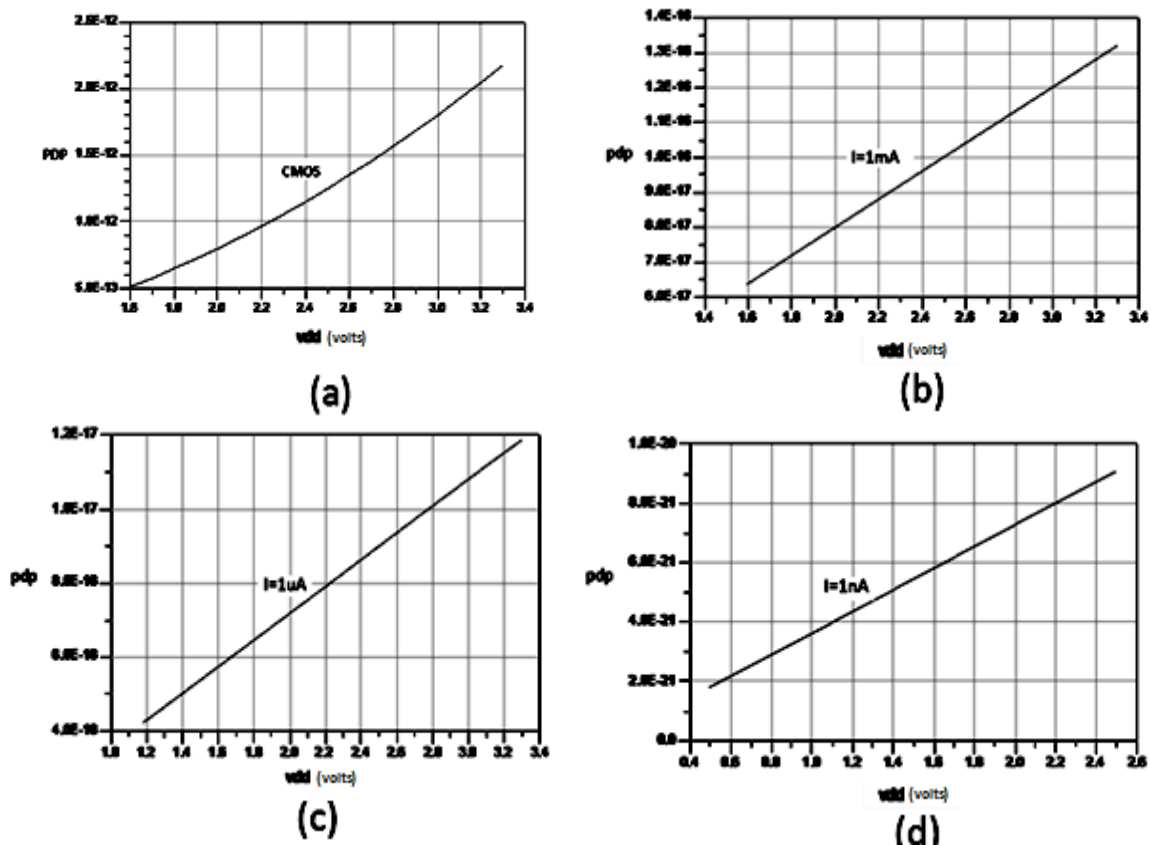 2.5E-12
2.0E-12
PDP
1.5E-12
CMOS
1.0E-12
5.0E-13
1.6 1.8 2.0 2.2 2.4 2.6 2.8 3.0 3.2 3.4
vdd (volts)
(a)
1.4E-16
1.3E-16
1.2E-16
1.1E-16
pdp
1.0E-16
I=1mA
9.0E-17
8.0E-17
7.0E-17
6.0E-17
1.4 1.6 1.8 2.0 2.2 2.4 2.6 2.8 3.0 3.2 3.4
vdd (volts)
(b)
1.2E-17
1.0E-17
pdp
I=1uA
1.0 1.2 1.4 1.6 1.8 2.0 2.2 2.4 2.6 2.8 3.0 3.2 3.4
vdd (volts)
(c)
1.0E-20
8.0E-21
6.0E-21
pdp
I=1nA
4.0E-21
2.0E-21
0.0
0.4 0.6 0.8 1.0 1.2 1.4 1.6 1.8 2.0 2.2 2.4 2.6
vdd (volts)
(d)